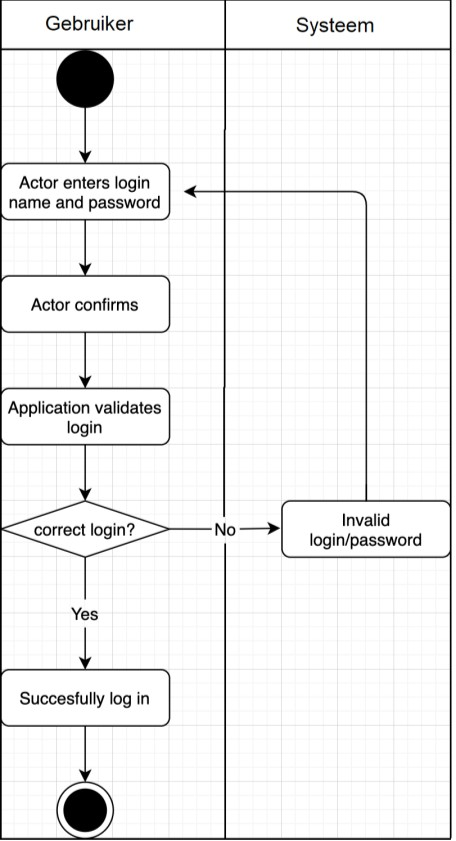 Gebruiker
Systeem
Actor enters login
name and password
Actor confirms
Application validates
login
correct login?
No
Invalid
login/password
Yes
Succesfully log in